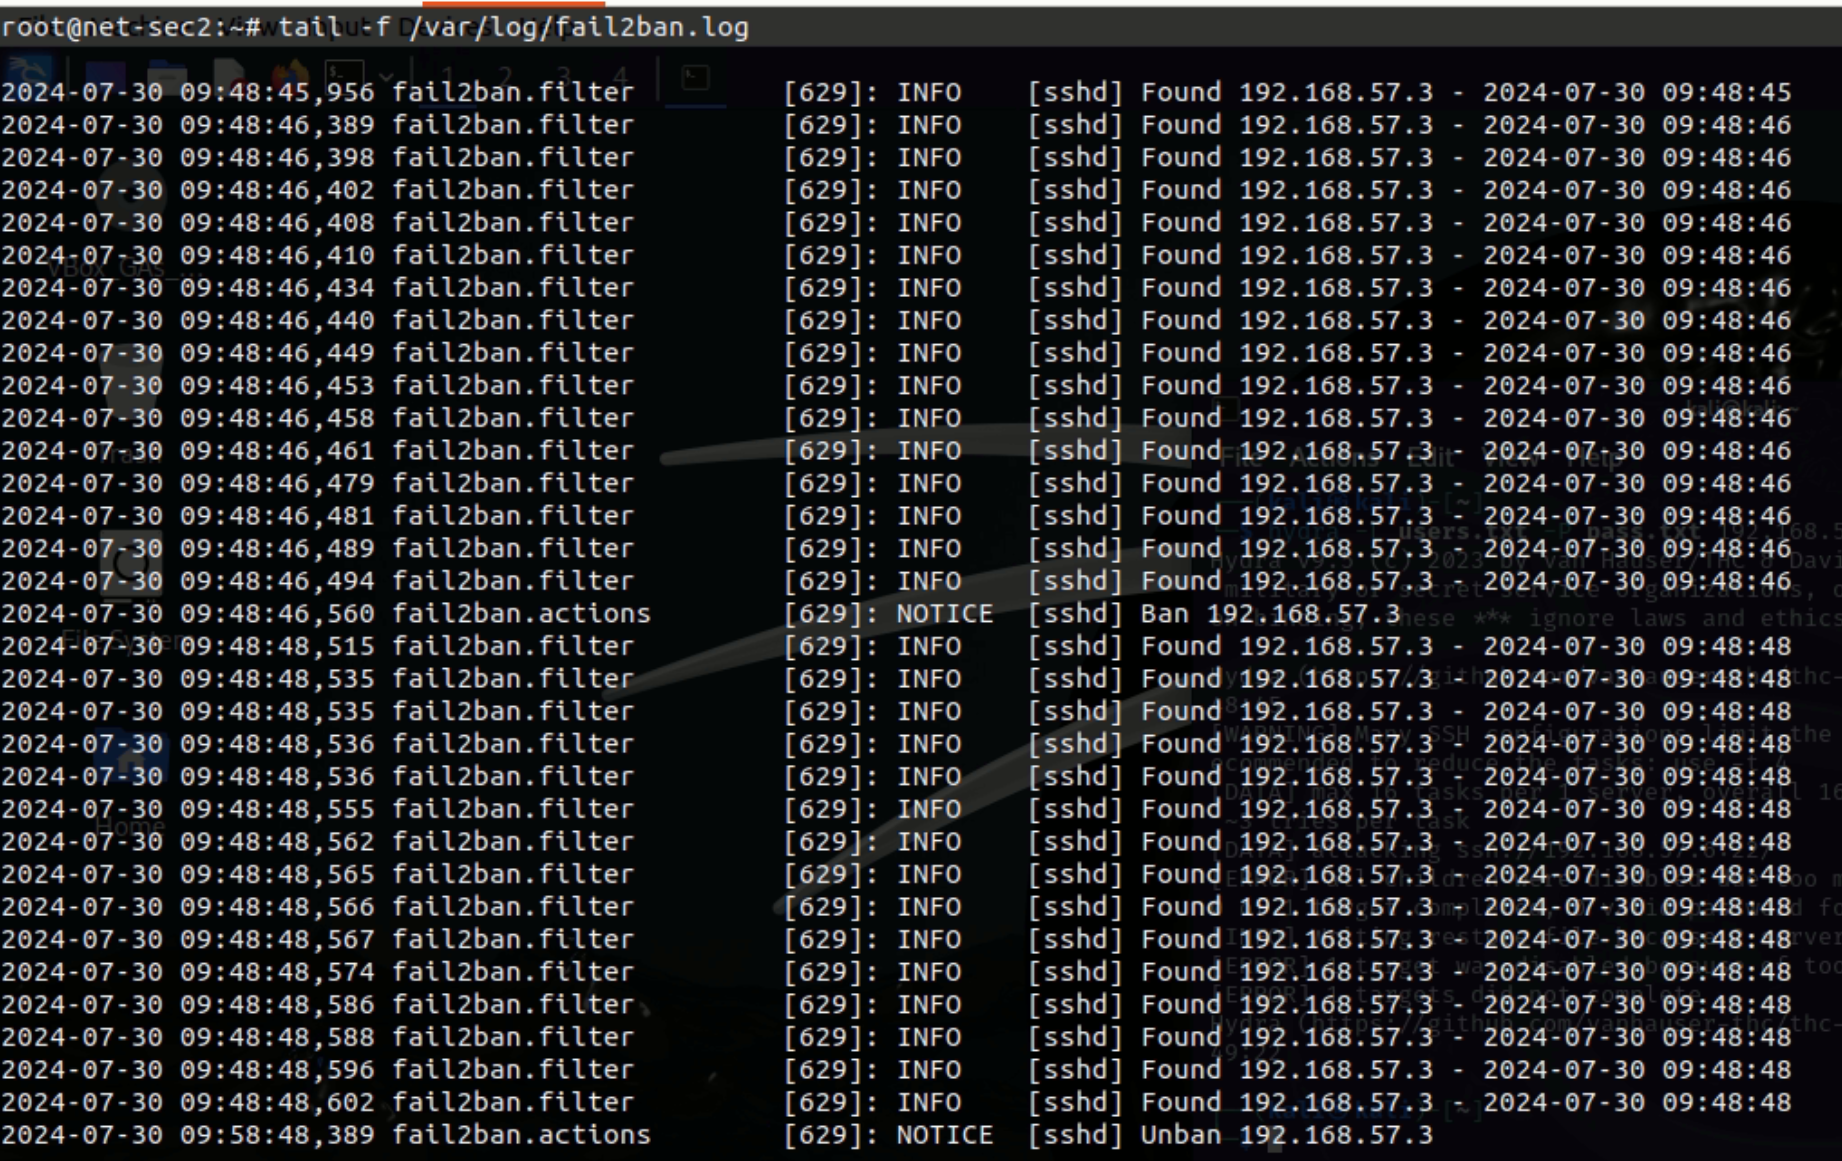 root@net-sec2:~# tail -f /var/log/fail2ban.log
2024-07-30 09:48:45,956 fail2ban.filter [629]: INFO [sshd] Found 192.168.57.3 - 2024-07-30 09:48:45
2024-07-30 09:48:46,389 fail2ban.filter [629]: INFO [sshd] Found 192.168.57.3 - 2024-07-30 09:48:46
2024-07-30 09:48:46,398 fail2ban.filter [629]: INFO [sshd] Found 192.168.57.3 - 2024-07-30 09:48:46
2024-07-30 09:48:46,402 fail2ban.filter [629]: INFO [sshd] Found 192.168.57.3 - 2024-07-30 09:48:46
2024-07-30 09:48:46,408 fail2ban.filter [629]: INFO [sshd] Found 192.168.57.3 - 2024-07-30 09:48:46
2024-07-30 09:48:46,410 fail2ban.filter [629]: INFO [sshd] Found 192.168.57.3 - 2024-07-30 09:48:46
2024-07-30 09:48:46,434 fail2ban.filter [629]: INFO [sshd] Found 192.168.57.3 - 2024-07-30 09:48:46
2024-07-30 09:48:46,440 fail2ban.filter [629]: INFO [sshd] Found 192.168.57.3 - 2024-07-30 09:48:46
2024-07-30 09:48:46,449 fail2ban.filter [629]: INFO [sshd] Found 192.168.57.3 - 2024-07-30 09:48:46
2024-07-30 09:48:46,453 fail2ban.filter [629]: INFO [sshd] Found 192.168.57.3 - 2024-07-30 09:48:46
2024-07-30 09:48:46,458 fail2ban.filter [629]: INFO [sshd] Found 192.168.57.3 - 2024-07-30 09:48:46
2024-07-30 09:48:46,461 fail2ban.filter [629]: INFO [sshd] Found 192.168.57.3 - 2024-07-30 09:48:46
2024-07-30 09:48:46,479 fail2ban.filter [629]: INFO [sshd] Found 192.168.57.3 - 2024-07-30 09:48:46
2024-07-30 09:48:46,481 fail2ban.filter [629]: INFO [sshd] Found 192.168.57.3 - 2024-07-30 09:48:46
2024-07-30 09:48:46,489 fail2ban.filter [629]: INFO [sshd] Found 192.168.57.3 - 2024-07-30 09:48:46
2024-07-30 09:48:46,494 fail2ban.filter [629]: INFO [sshd] Found 192.168.57.3 - 2024-07-30 09:48:46
2024-07-30 09:48:46,560 fail2ban.actions [629]: NOTICE [sshd] Ban 192.168.57.3
2024-07-30 09:48:48,515 fail2ban.filter [629]: INFO [sshd] Found 192.168.57.3 - 2024-07-30 09:48:48
2024-07-30 09:48:48,535 fail2ban.filter [629]: INFO [sshd] Found 192.168.57.3 - 2024-07-30 09:48:48
2024-07-30 09:48:48,535 fail2ban.filter [629]: INFO [sshd] Found 192.168.57.3 - 2024-07-30 09:48:48
2024-07-30 09:48:48,536 fail2ban.filter [629]: INFO [sshd] Found 192.168.57.3 - 2024-07-30 09:48:48
2024-07-30 09:48:48,536 fail2ban.filter [629]: INFO [sshd] Found 192.168.57.3 - 2024-07-30 09:48:48
2024-07-30 09:48:48,555 fail2ban.filter [629]: INFO [sshd] Found 192.168.57.3 - 2024-07-30 09:48:48
2024-07-30 09:48:48,562 fail2ban.filter [629]: INFO [sshd] Found 192.168.57.3 - 2024-07-30 09:48:48
2024-07-30 09:48:48,565 fail2ban.filter [629]: INFO [sshd] Found 192.168.57.3 - 2024-07-30 09:48:48
2024-07-30 09:48:48,566 fail2ban.filter [629]: INFO [sshd] Found 192.168.57.3 - 2024-07-30 09:48:48
2024-07-30 09:48:48,567 fail2ban.filter [629]: INFO [sshd] Found 192.168.57.3 - 2024-07-30 09:48:48
2024-07-30 09:48:48,574 fail2ban.filter [629]: INFO [sshd] Found 192.168.57.3 - 2024-07-30 09:48:48
2024-07-30 09:48:48,586 fail2ban.filter [629]: INFO [sshd] Found 192.168.57.3 - 2024-07-30 09:48:48
2024-07-30 09:48:48,588 fail2ban.filter [629]: INFO [sshd] Found 192.168.57.3 - 2024-07-30 09:48:48
2024-07-30 09:48:48,596 fail2ban.filter [629]: INFO [sshd] Found 192.168.57.3 - 2024-07-30 09:48:48
2024-07-30 09:48:48,602 fail2ban.filter [629]: INFO [sshd] Found 192.168.57.3 - 2024-07-30 09:48:48
2024-07-30 09:58:48,389 fail2ban.actions [629]: NOTICE [sshd] Unban 192.168.57.3